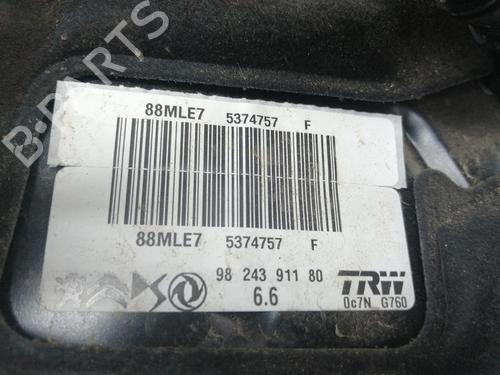 88MLE7 5374757 F
88MLE7 5374757 F
98 243 911 80
6.6
TRW
0c7N G760
B-PARTS